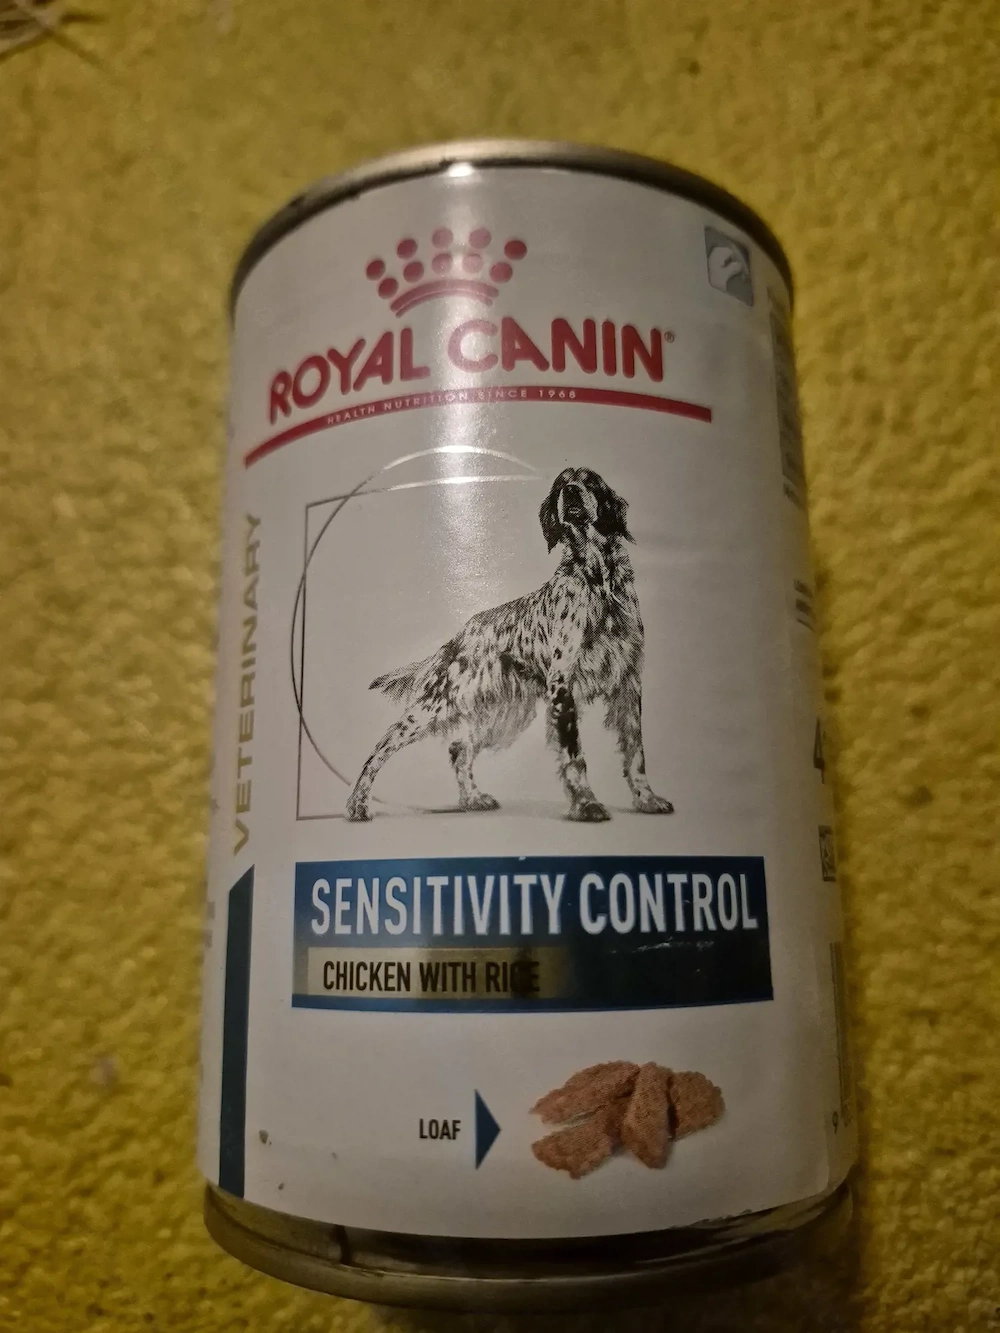 ROYAL CANIN®
HEALTH NUTRITION SINCE 1968
VETERINARY
SENSITIVITY CONTROL
CHICKEN WITH RICE
LOAF